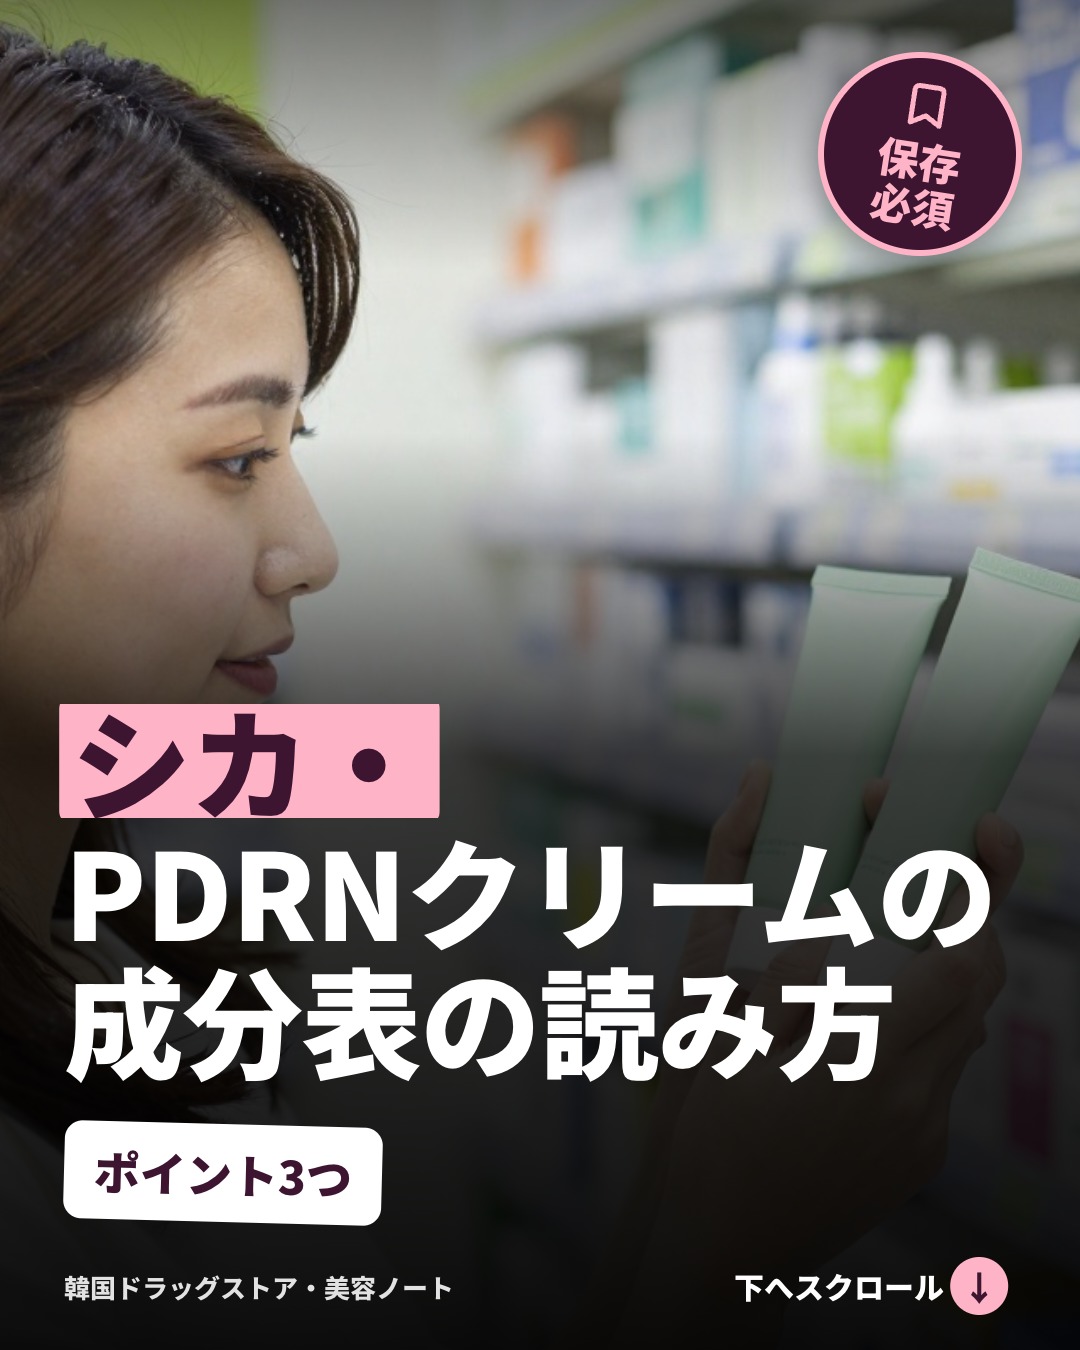 保存
必須
シカ・
PDRNクリームの
成分表の読み方
ポイント3つ
韓国ドラッグストア・美容ノート
下へスクロール ↓